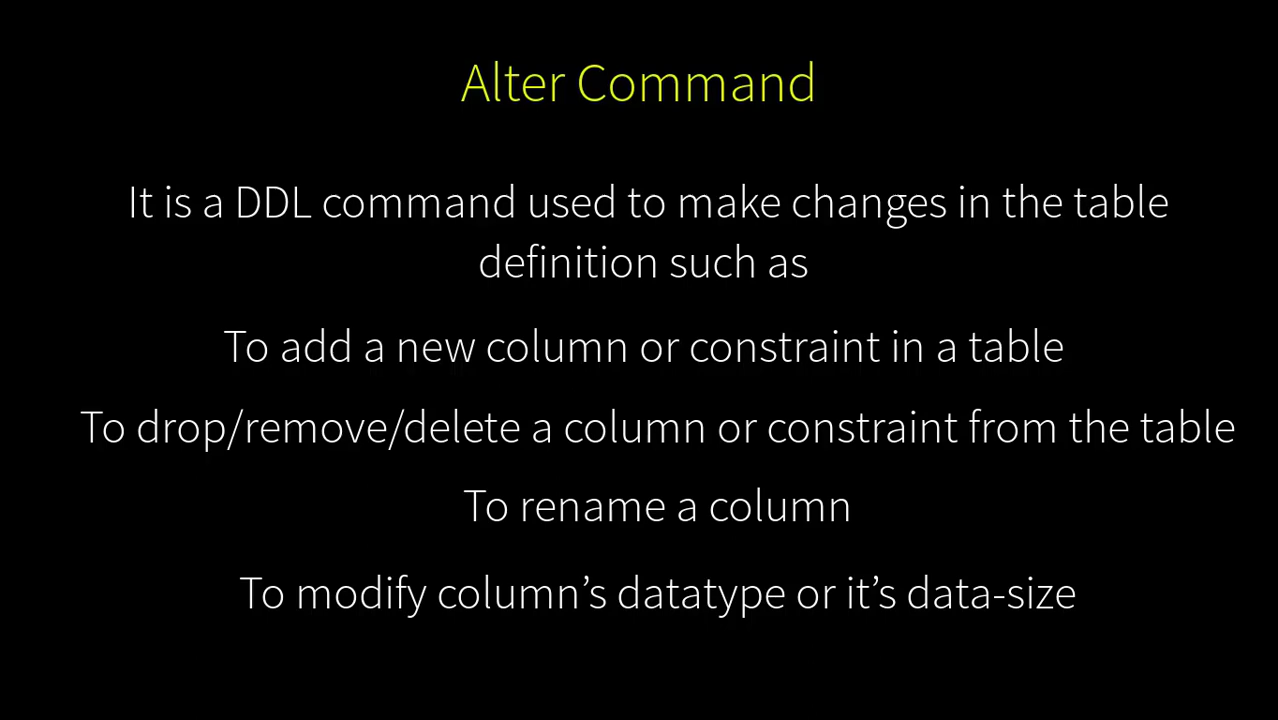 Alter Command
It is a DDL command used to make changes in the table
definition such as
To add a new column or constraint in a table
To drop/remove/delete a column or constraint from the table
To rename a column
To modify column’s datatype or it’s data-size